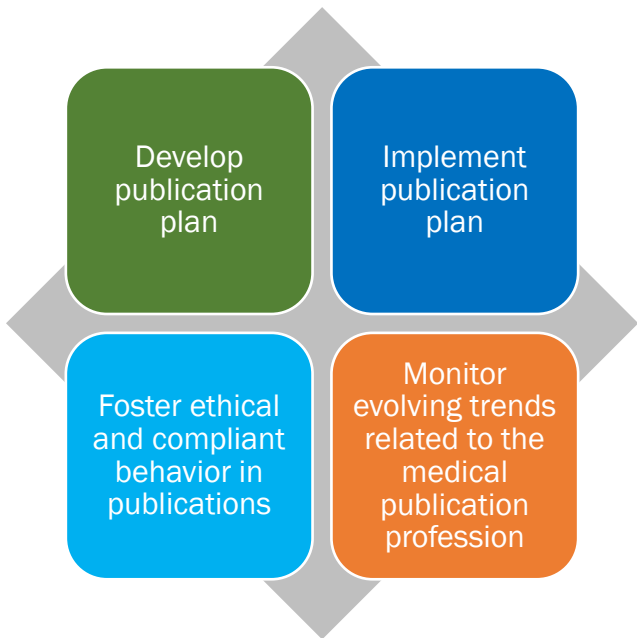 Develop
publication
plan
Implement
publication
plan
Foster ethical
and compliant
behavior in
publications
Monitor
evolving trends
related to the
medical
publication
profession